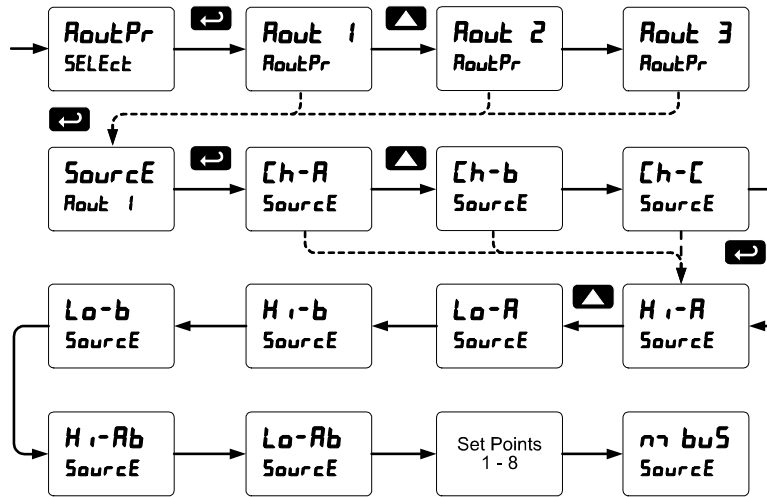 AoutPr
SELEct
Aout 1
AoutPr
Aout 2
AoutPr
Aout 3
AoutPr
SourcE
Aout 1
Ch-A
SourcE
Ch-b
SourcE
Ch-C
SourcE
Lo-b
SourcE
Hi-b
SourcE
Lo-A
SourcE
Hi-A
SourcE
Hi-Ab
SourcE
Lo-Ab
SourcE
Set Points
1 - 8
m buS
SourcE